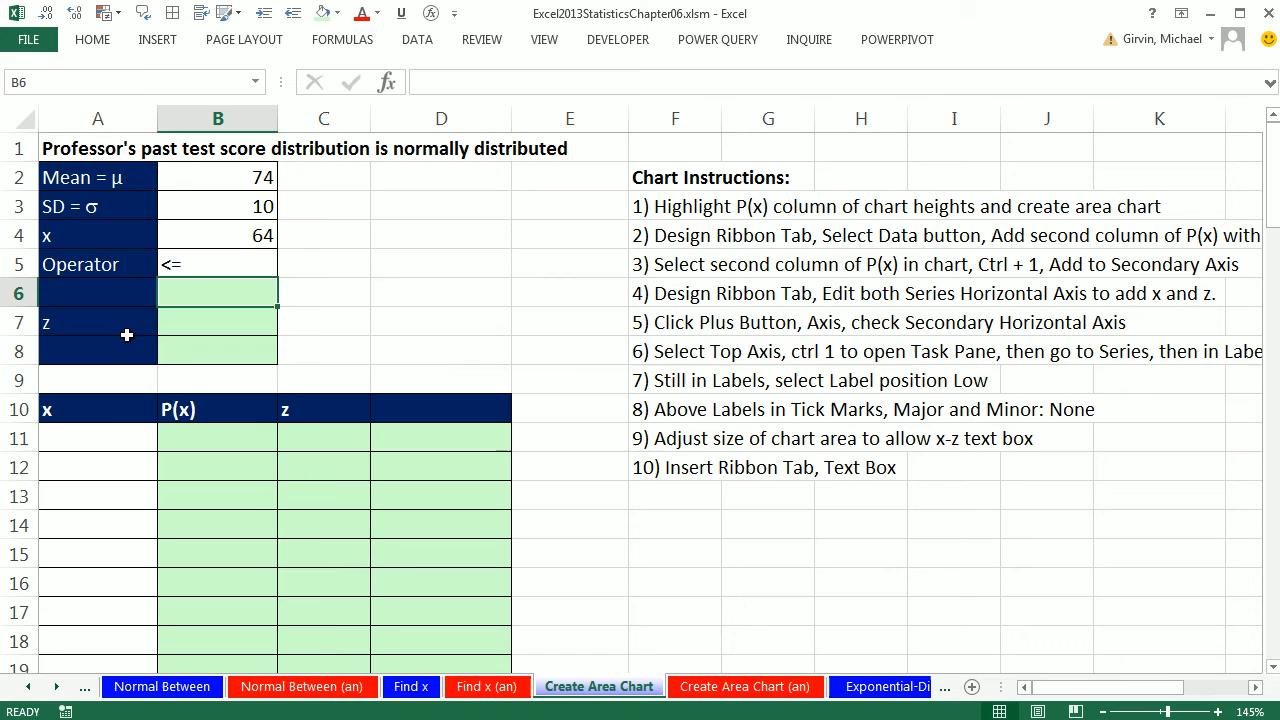 Excel2013StatisticsChapter06.xlsm - Excel
FILE HOME INSERT PAGE LAYOUT FORMULAS DATA REVIEW VIEW DEVELOPER POWER QUERY INQUIRE POWERPIVOT Girvin, Michael
B6 fx
A B C D E F G H I J K
1 Professor's past test score distribution is normally distributed
2 Mean = µ 74 Chart Instructions:
3 SD = σ 10 1) Highlight P(x) column of chart heights and create area chart
4 x 64 2) Design Ribbon Tab, Select Data button, Add second column of P(x) with
5 Operator <= 3) Select second column of P(x) in chart, Ctrl + 1, Add to Secondary Axis
6 4) Design Ribbon Tab, Edit both Series Horizontal Axis to add x and z.
7 z 5) Click Plus Button, Axis, check Secondary Horizontal Axis
8 6) Select Top Axis, ctrl 1 to open Task Pane, then go to Series, then in Labe
9 7) Still in Labels, select Label position Low
10 x P(x) z 8) Above Labels in Tick Marks, Major and Minor: None
11 9) Adjust size of chart area to allow x-z text box
12 10) Insert Ribbon Tab, Text Box
13
14
15
16
17
18
19
... Normal Between Normal Between (an) Find x Find x (an) Create Area Chart Create Area Chart (an) Exponential-Di ...
READY 145%